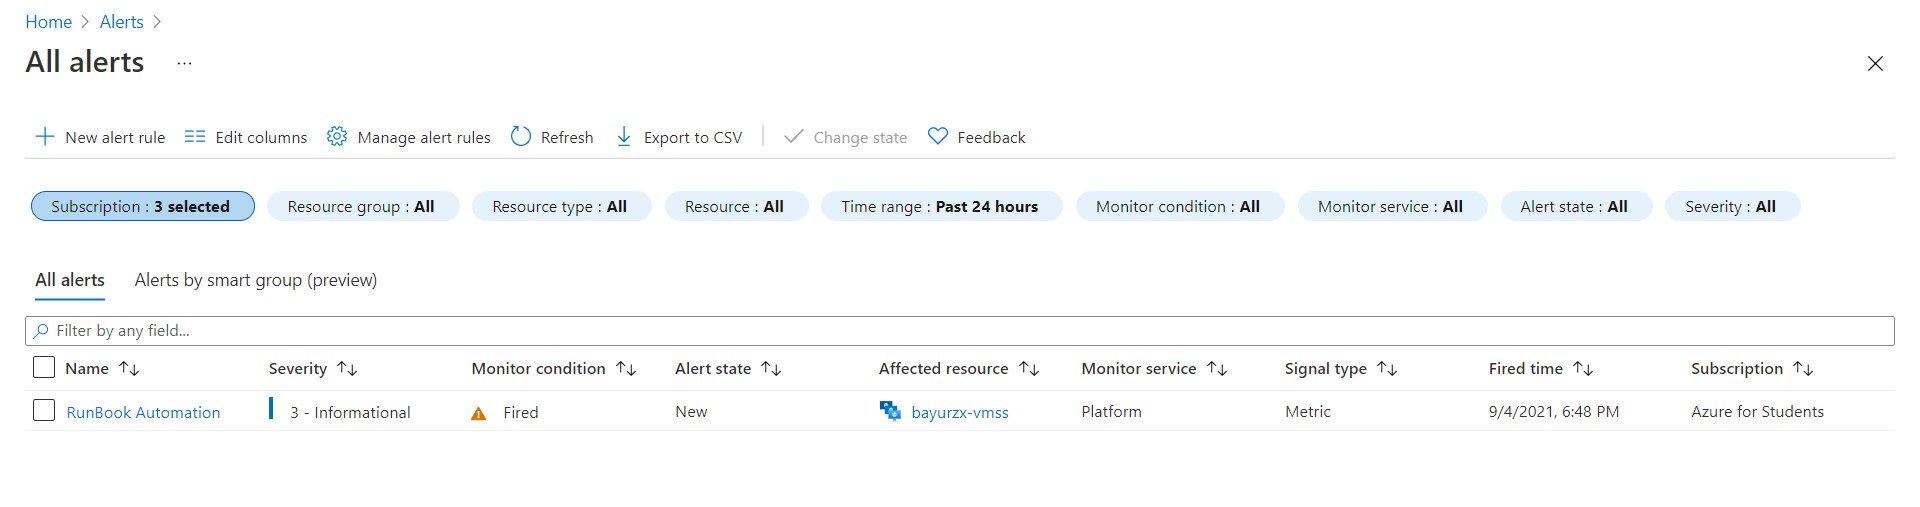 Home > Alerts >
All alerts ...
New alert rule Edit columns Manage alert rules Refresh Export to CSV Change state Feedback
Subscription : 3 selected Resource group : All Resource type : All Resource : All Time range : Past 24 hours Monitor condition : All Monitor service : All Alert state : All Severity : All
All alerts Alerts by smart group (preview)
Filter by any field...
Name ↑↓ Severity ↑↓ Monitor condition ↑↓ Alert state ↑↓ Affected resource ↑↓ Monitor service ↑↓ Signal type ↑↓ Fired time ↑↓ Subscription ↑↓
RunBook Automation 3 - Informational Fired New bayurzx-vmss Platform Metric 9/4/2021, 6:48 PM Azure for Students